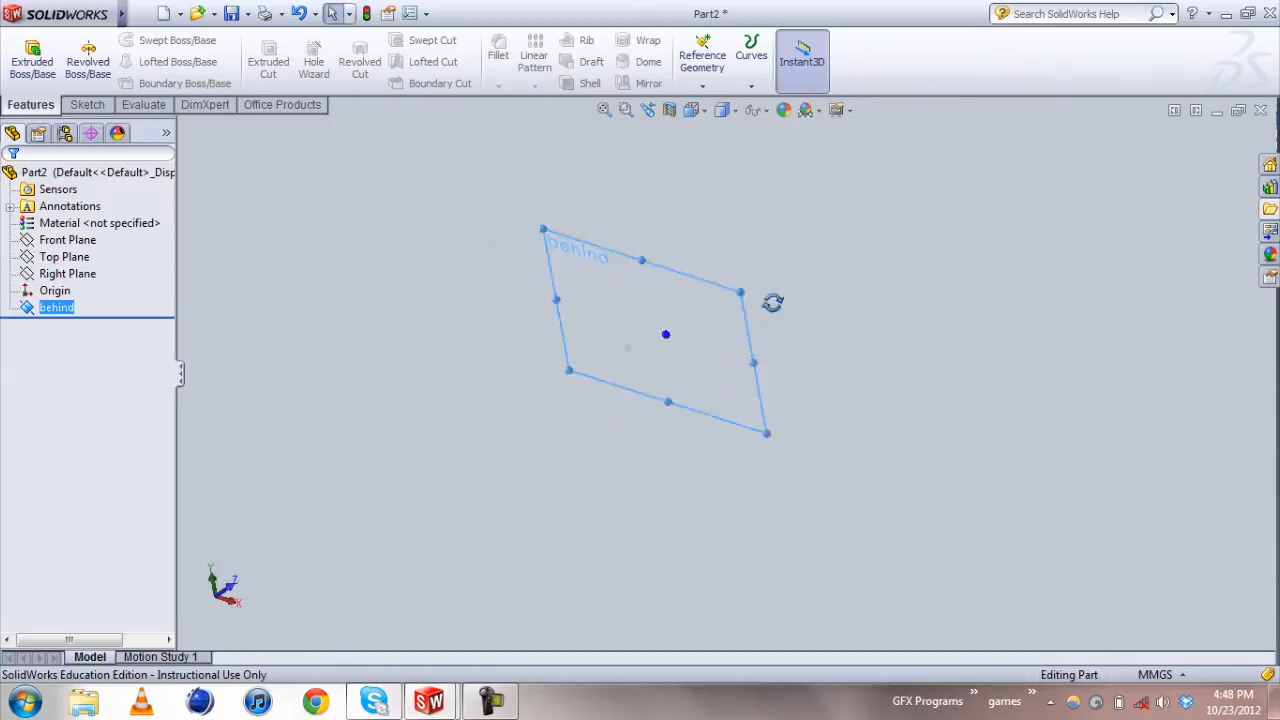 SOLIDWORKS
Part2 *
Search SolidWorks Help
Extruded Boss/Base
Revolved Boss/Base
Swept Boss/Base
Lofted Boss/Base
Boundary Boss/Base
Extruded Cut
Hole Wizard
Revolved Cut
Swept Cut
Lofted Cut
Boundary Cut
Fillet
Linear Pattern
Rib
Draft
Shell
Wrap
Dome
Mirror
Reference Geometry
Curves
Instant3D
Features
Sketch
Evaluate
DimXpert
Office Products
Part2 (Default<<Default>_Disp
Sensors
Annotations
Material <not specified>
Front Plane
Top Plane
Right Plane
Origin
behind
behind
Y
Z
X
Model
Motion Study 1
SolidWorks Education Edition - Instructional Use Only
Editing Part
MMGS
GFX Programs
games
4:48 PM
10/23/2012